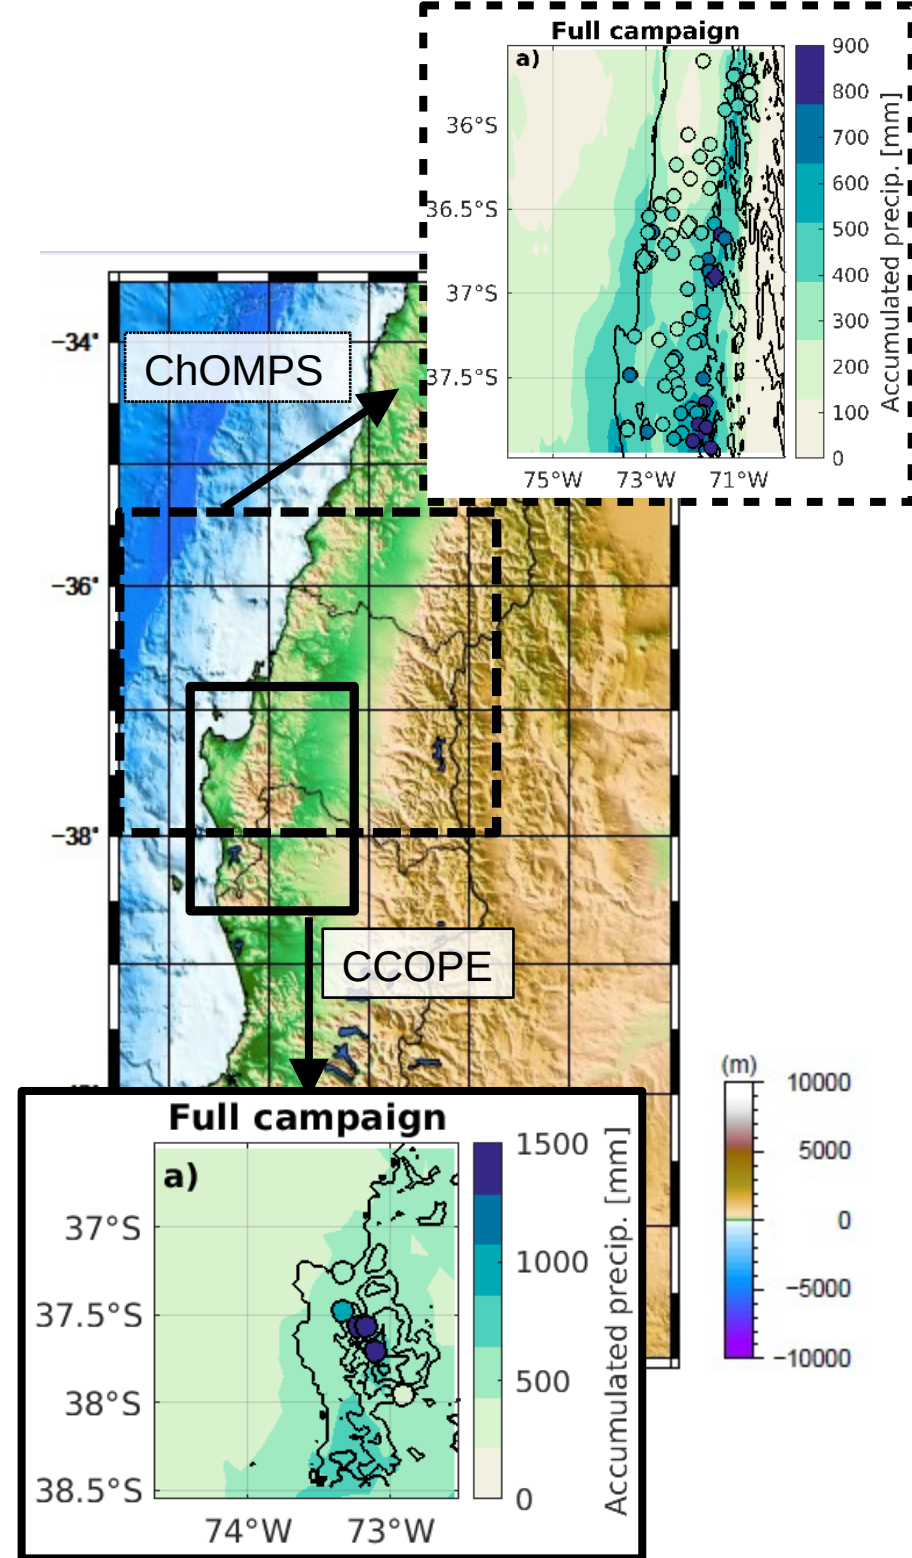 Full campaign
a)
900
800
700
600
500
400
300
200
100
0
Accumulated precip. [mm]
36°S
36.5°S
37°S
37.5°S
75°W 73°W 71°W
ChOMPS
−34°
−36°
−38°
CCOPE
(m)
10000
5000
0
−5000
−10000
Full campaign
a)
1500
1000
500
0
Accumulated precip. [mm]
37°S
37.5°S
38°S
38.5°S
74°W 73°W